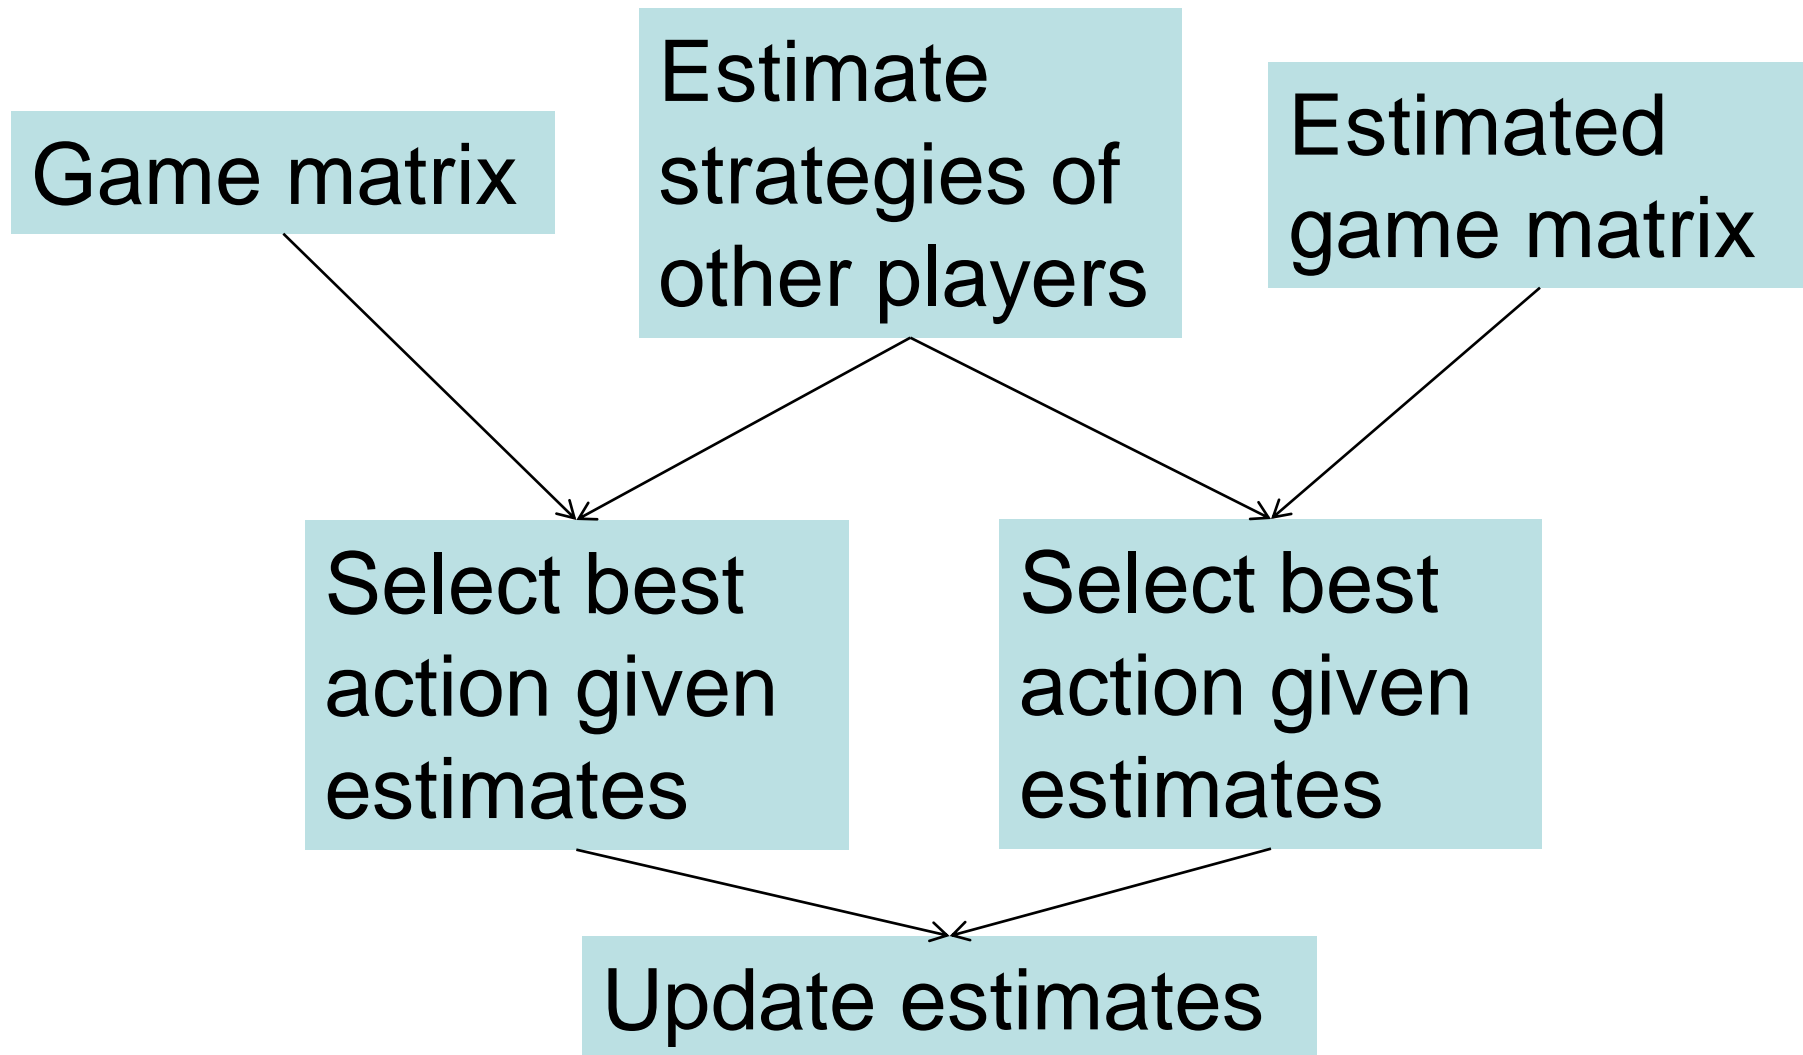 Game matrix
Estimate
strategies of
other players
Estimated
game matrix
Select best
action given
estimates
Select best
action given
estimates
Update estimates